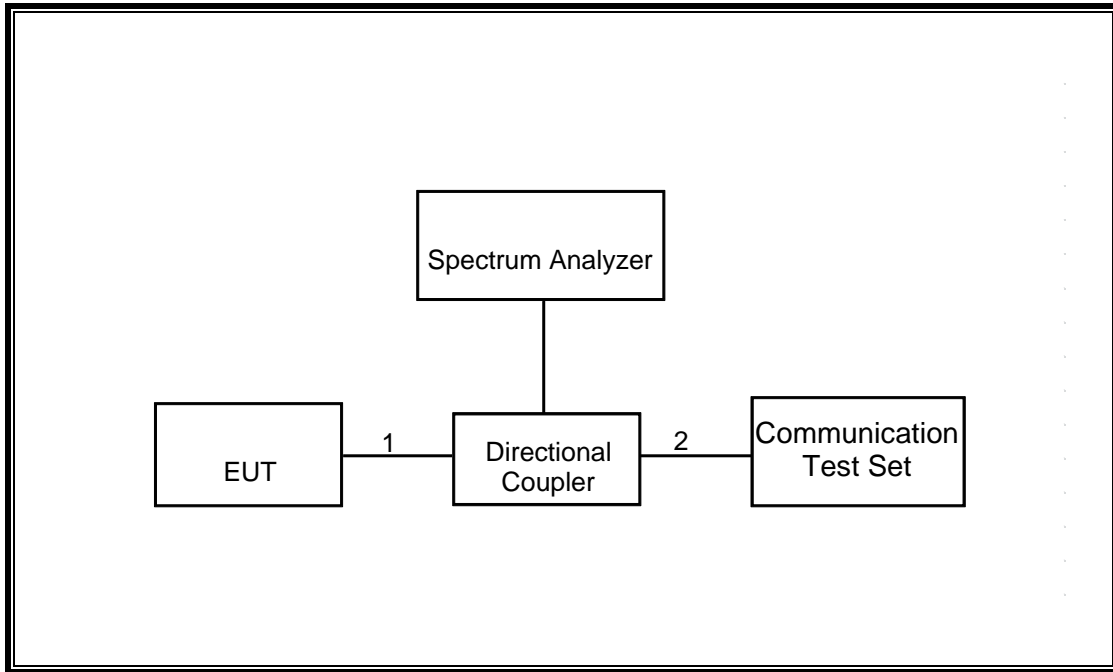 Spectrum Analyzer
EUT
1
Directional
Coupler
2
Communication
Test Set